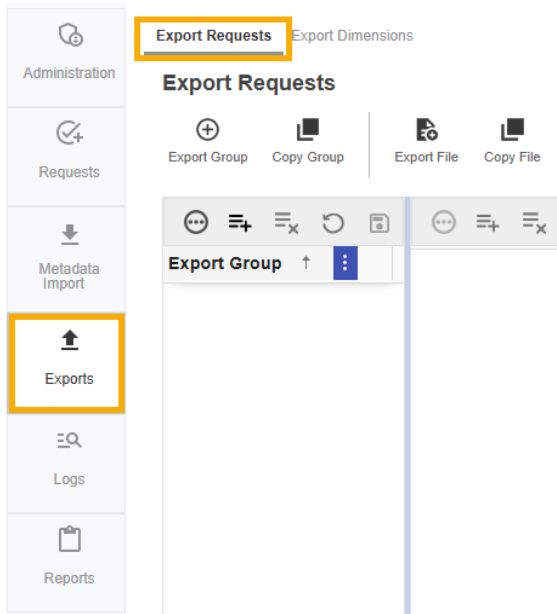 Export Requests Export Dimensions
Administration
Export Requests
Export Group Copy Group Export File Copy File
Requests
Export Group
Metadata
Import
Exports
Logs
Reports